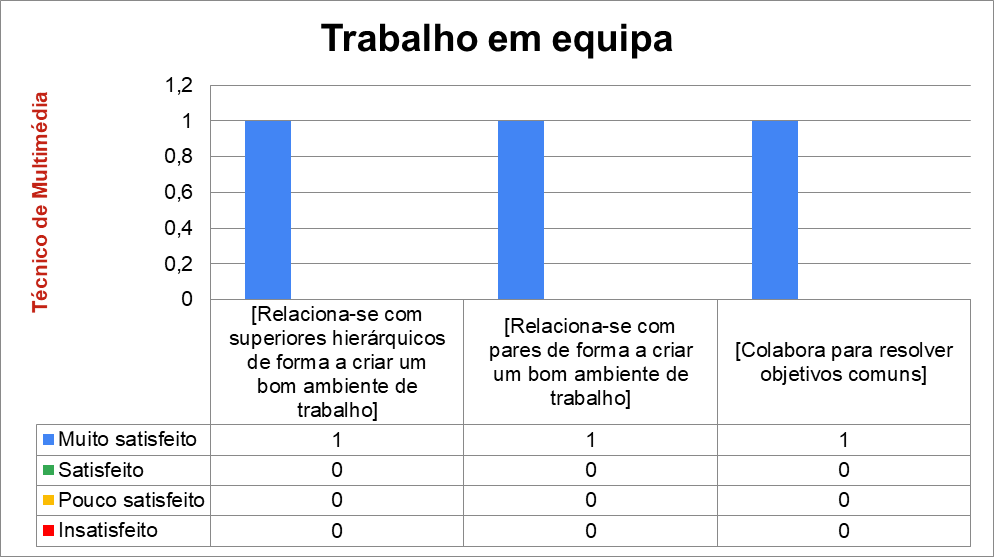 Trabalho em equipa
Técnico de Multimédia
1,2
1
0,8
0,6
0,4
0,2
0
[Relaciona-se com
superiores hierárquicos
de forma a criar um
bom ambiente de
trabalho]
[Relaciona-se com
pares de forma a criar
um bom ambiente de
trabalho]
[Colabora para resolver
objetivos comuns]
Muito satisfeito 1 1 1
Satisfeito 0 0 0
Pouco satisfeito 0 0 0
Insatisfeito 0 0 0